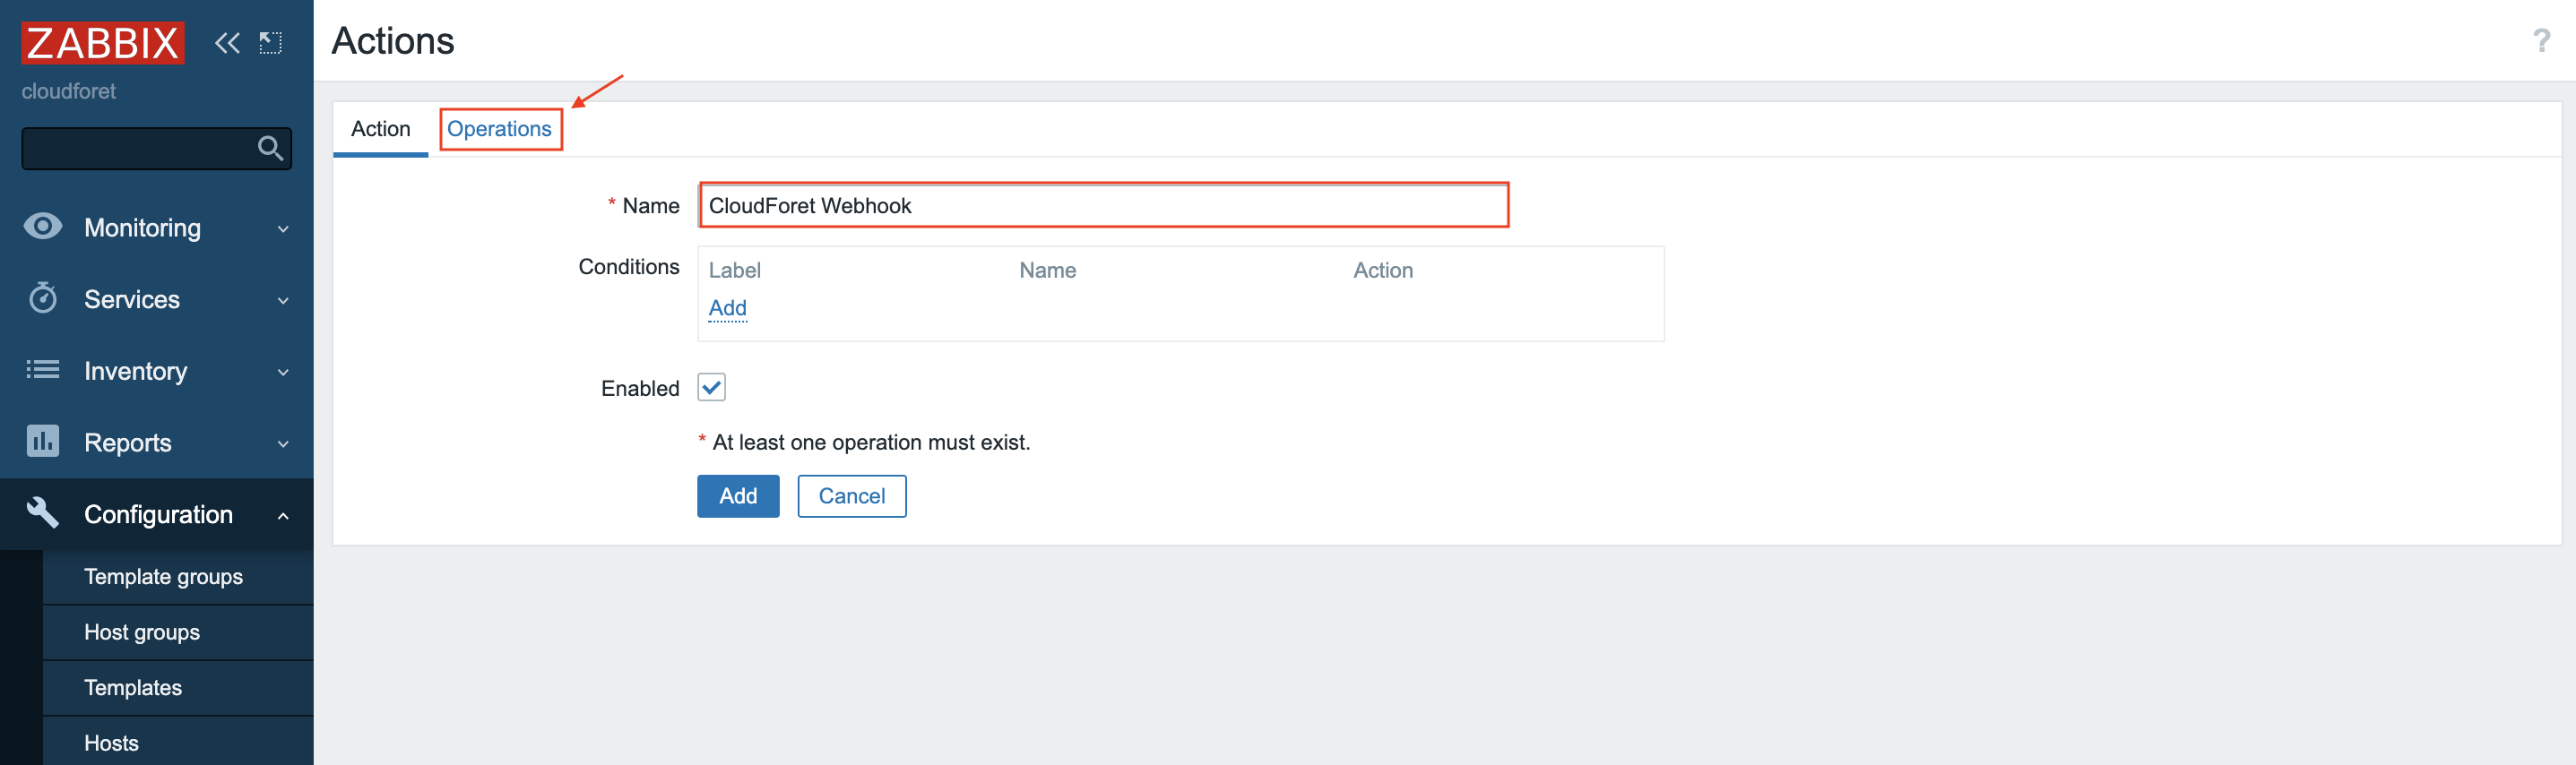 ZABBIX
cloudforet
Monitoring
Services
Inventory
Reports
Configuration
Template groups
Host groups
Templates
Hosts
Actions
?
Action Operations
* Name CloudForet Webhook
Conditions Label Name Action
Add
Enabled
* At least one operation must exist.
Add Cancel